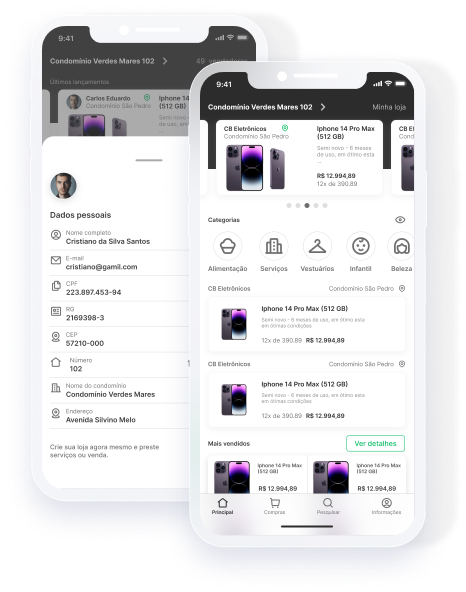 9:41
Condomínio Verdes Mares 102
49 vendedores
Últimos lançamentos
Carlos Eduardo
Condomínio São Pedro
Iphone 14
(512 GB)
Semi novo
de uso, em
Dados pessoais
Nome completo
Cristiano da Silva Santos
E-mail
cristiano@gamil.com
CPF
223.897.453-94
RG
2169398-3
CEP
57210-000
Número
102
Nome do condomínio
Condomínio Verdes Mares
Endereço
Avenida Silvino Melo
Crie sua loja agora mesmo e preste
serviços ou venda.
9:41
Condomínio Verdes Mares 102
Minha loja
CB Eletrônicos
Condomínio São Pedro
Iphone 14 Pro Max
(512 GB)
Semi novo - 6 meses
de uso, em ótimo esta
...
R$ 12.994,89
12x de 390.89
CB El
Condo
Categorias
Alimentação
Serviços
Vestuários
Infantil
Beleza
CB Eletrônicos
Condomínio São Pedro
Iphone 14 Pro Max (512 GB)
Semi novo - 6 meses de uso, em ótimo esta
em ótimas condições
12x de 390.89 R$ 12.994,89
CB Eletrônicos
Condomínio São Pedro
Iphone 14 Pro Max (512 GB)
Semi novo - 6 meses de uso, em ótimo esta
em ótimas condições
12x de 390.89 R$ 12.994,89
Mais vendidos
Ver detalhes
Iphone 14 Pro Max
(512 GB)
R$ 12.994,89
Iphone 14 Pro Max
(512 GB)
R$ 12.994,89
Principal
Compras
Pesquisar
Informações